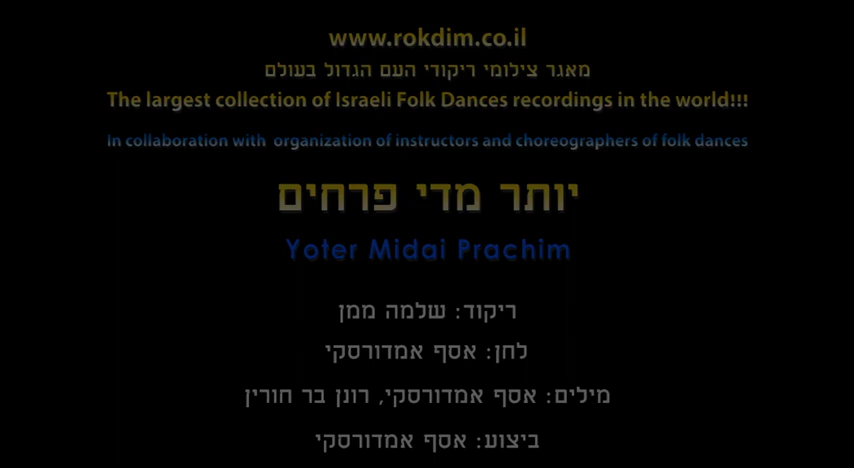 www.rokdim.co.il
מאגר צילומי ריקודי העם הגדול בעולם
The largest collection of Israeli Folk Dances recordings in the world!!!
In collaboration with organization of instructors and choreographers of folk dances
יותר מדי פרחים
Yoter Midai Prachim
ריקוד: שלמה ממן
לחן: אסף אמדורסקי
מילים: אסף אמדורסקי, רונן בר חורין
ביצוע: אסף אמדורסקי